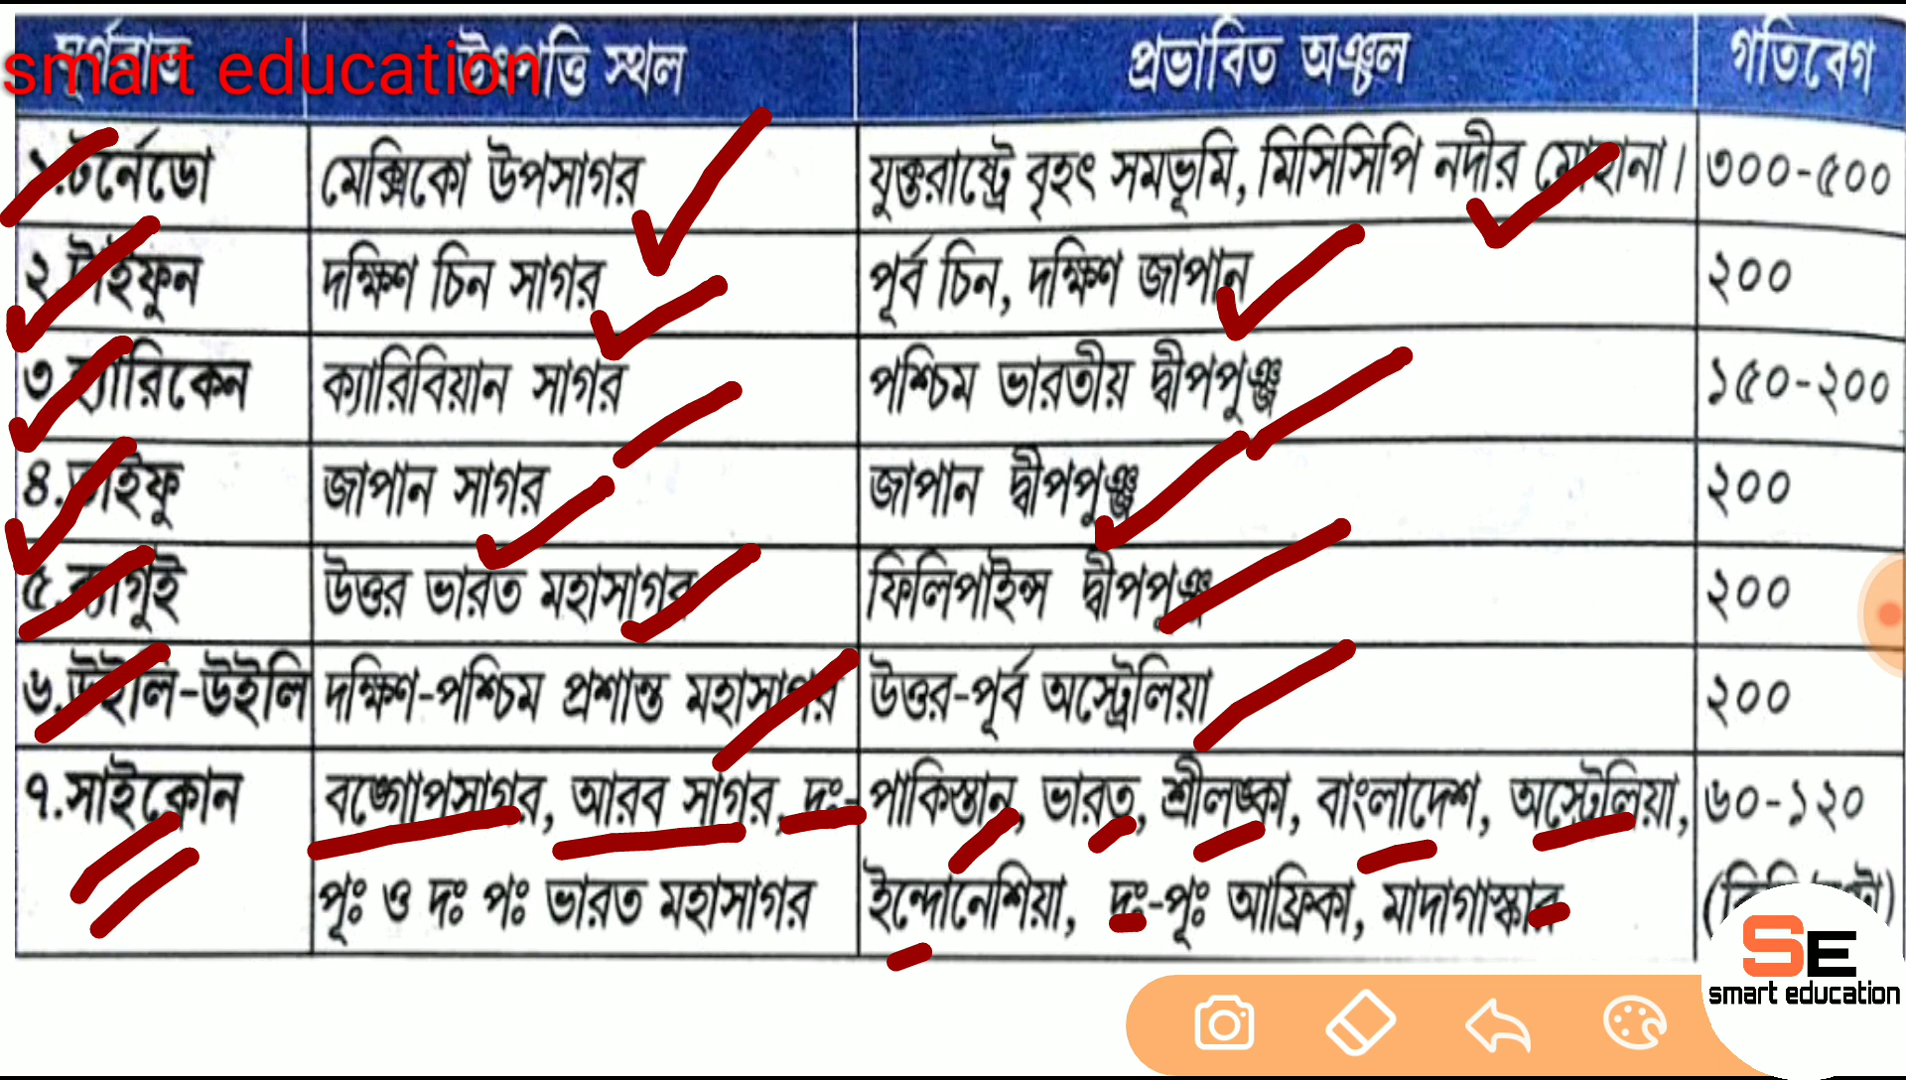 smart education
ঘূর্ণবাত উৎপত্তি স্থল প্রভাবিত অঞ্চল গতিবেগ
১.টর্নেডো মেক্সিকো উপসাগর যুক্তরাষ্ট্রে বৃহৎ সমভূমি, মিসিসিপি নদীর মোহানা। ৩০০-৫০০
২.টাইফুন দক্ষিণ চিন সাগর পূর্ব চিন, দক্ষিণ জাপান ২০০
৩.হ্যারিকেন ক্যারিবিয়ান সাগর পশ্চিম ভারতীয় দ্বীপপুঞ্জ ১৫০-২০০
৪.তাইফু জাপান সাগর জাপান দ্বীপপুঞ্জ ২০০
৫.ব্যাগুই উত্তর ভারত মহাসাগর ফিলিপাইন্স দ্বীপপুঞ্জ ২০০
৬.উইলি-উইলি দক্ষিণ-পশ্চিম প্রশান্ত মহাসাগর উত্তর-পূর্ব অস্ট্রেলিয়া ২০০
৭.সাইক্লোন বঙ্গোপসাগর, আরব সাগর, দঃ- পাকিস্তান, ভারত, শ্রীলঙ্কা, বাংলাদেশ, অস্ট্রেলিয়া, ৬০-১২০
পূঃ ও দঃ পঃ ভারত মহাসাগর ইন্দোনেশিয়া, দঃ-পূঃ আফ্রিকা, মাদাগাস্কার
SE
smart education